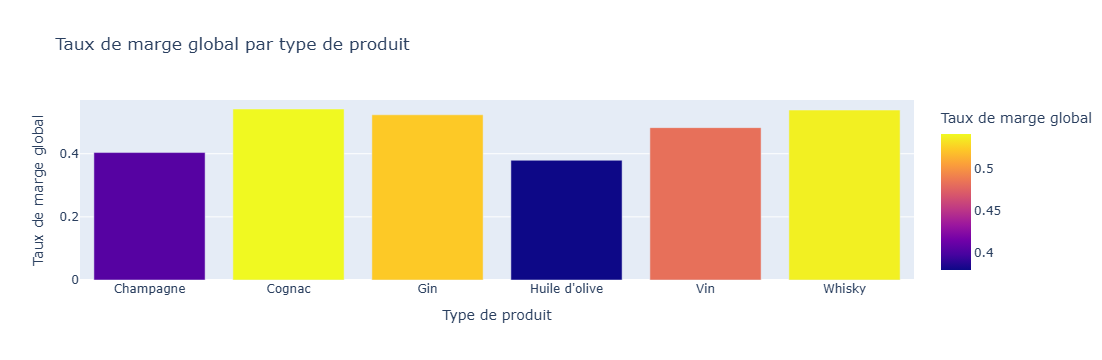 Taux de marge global par type de produit
Taux de marge global
0.4
0.2
0
Champagne
Cognac
Gin
Huile d'olive
Vin
Whisky
Type de produit
Taux de marge global
0.5
0.45
0.4